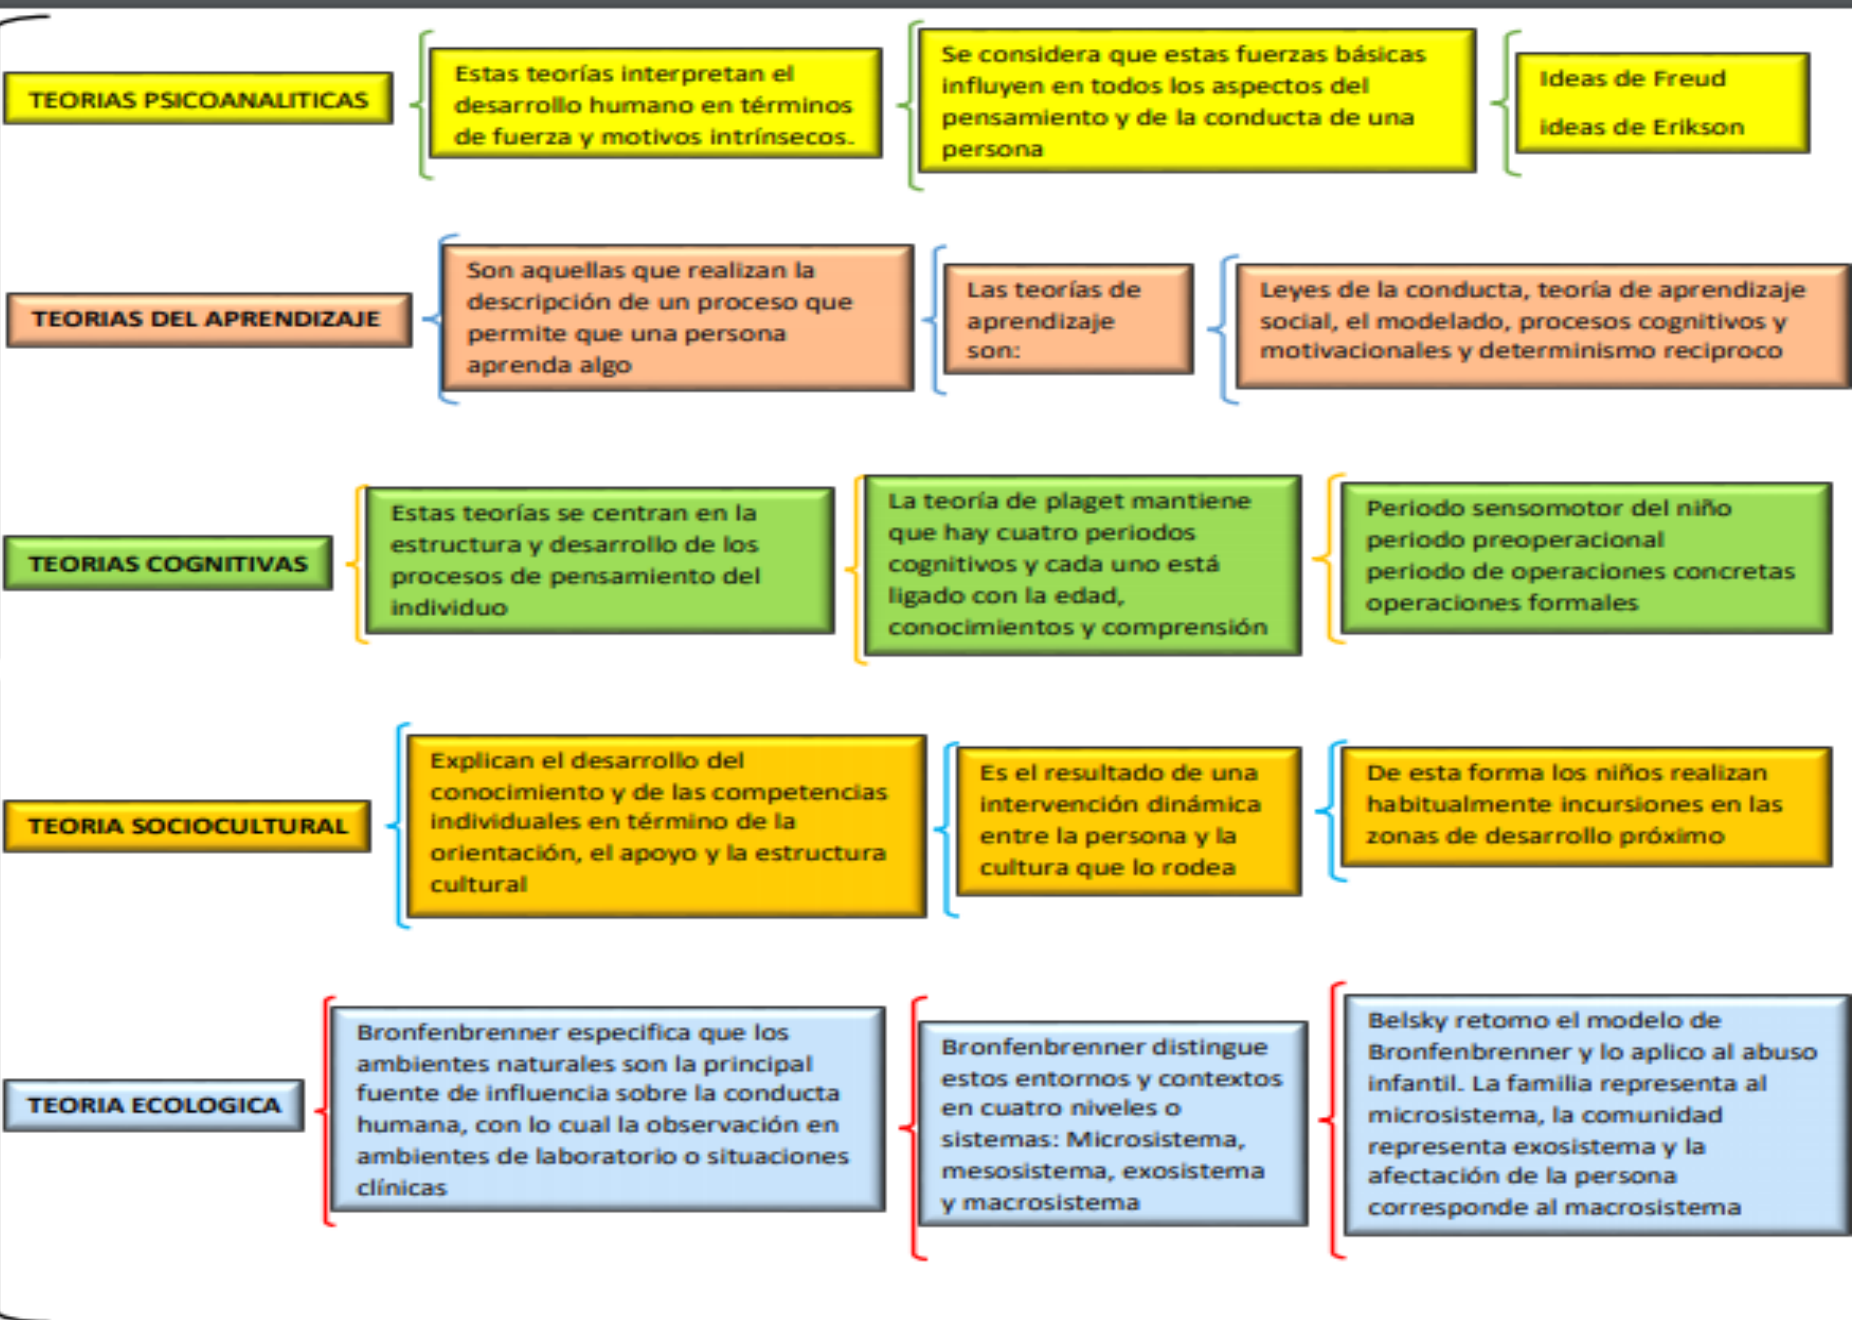 TEORIAS PSICOANALITICAS
Estas teorías interpretan el
desarrollo humano en términos
de fuerza y motivos intrínsecos.
Se considera que estas fuerzas básicas
influyen en todos los aspectos del
pensamiento y de la conducta de una
persona
Ideas de Freud
ideas de Erikson
TEORIAS DEL APRENDIZAJE
Son aquellas que realizan la
descripción de un proceso que
permite que una persona
aprenda algo
Las teorías de
aprendizaje
son:
Leyes de la conducta, teoría de aprendizaje
social, el modelado, procesos cognitivos y
motivacionales y determinismo reciproco
TEORIAS COGNITIVAS
Estas teorías se centran en la
estructura y desarrollo de los
procesos de pensamiento del
individuo
La teoría de plaget mantiene
que hay cuatro periodos
cognitivos y cada uno está
ligado con la edad,
conocimientos y comprensión
Periodo sensomotor del niño
periodo preoperacional
periodo de operaciones concretas
operaciones formales
TEORIA SOCIOCULTURAL
Explican el desarrollo del
conocimiento y de las competencias
individuales en término de la
orientación, el apoyo y la estructura
cultural
Es el resultado de una
intervención dinámica
entre la persona y la
cultura que lo rodea
De esta forma los niños realizan
habitualmente incursiones en las
zonas de desarrollo próximo
TEORIA ECOLOGICA
Bronfenbrenner especifica que los
ambientes naturales son la principal
fuente de influencia sobre la conducta
humana, con lo cual la observación en
ambientes de laboratorio o situaciones
clínicas
Bronfenbrenner distingue
estos entornos y contextos
en cuatro niveles o
sistemas: Microsistema,
mesosistema, exosistema
y macrosistema
Belsky retomo el modelo de
Bronfenbrenner y lo aplico al abuso
infantil. La familia representa al
microsistema, la comunidad
representa exosistema y la
afectación de la persona
corresponde al macrosistema